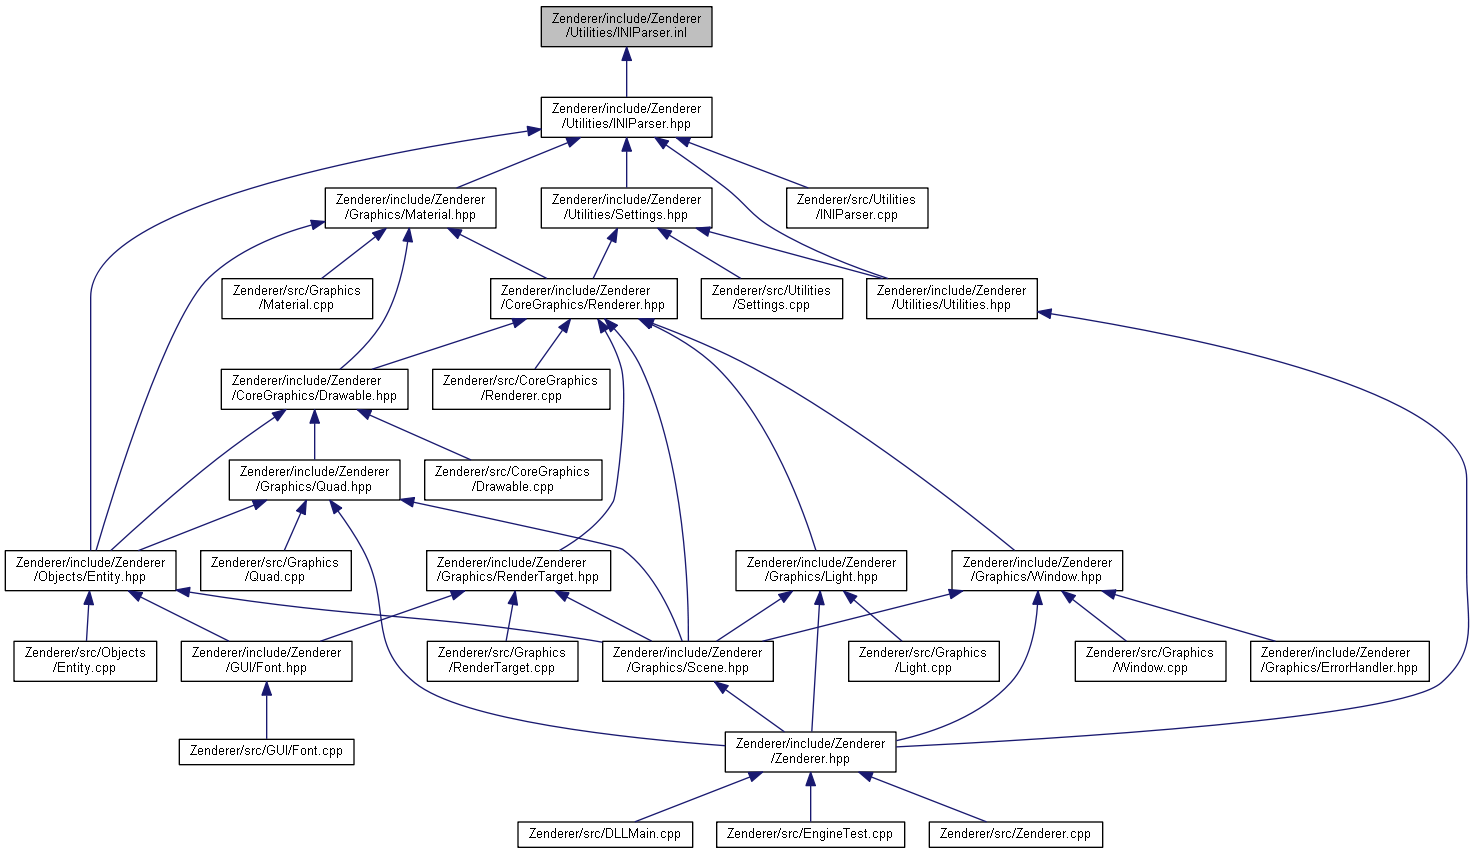 Zenderer/include/Zenderer
/Utilities/INIParser.inl
Zenderer/include/Zenderer
/Utilities/INIParser.hpp
Zenderer/include/Zenderer
/Graphics/Material.hpp
Zenderer/include/Zenderer
/Utilities/Settings.hpp
Zenderer/src/Utilities
/INIParser.cpp
Zenderer/src/Graphics
/Material.cpp
Zenderer/include/Zenderer
/CoreGraphics/Renderer.hpp
Zenderer/src/Utilities
/Settings.cpp
Zenderer/include/Zenderer
/Utilities/Utilities.hpp
Zenderer/include/Zenderer
/CoreGraphics/Drawable.hpp
Zenderer/src/CoreGraphics
/Renderer.cpp
Zenderer/include/Zenderer
/Graphics/Quad.hpp
Zenderer/src/CoreGraphics
/Drawable.cpp
Zenderer/include/Zenderer
/Objects/Entity.hpp
Zenderer/src/Graphics
/Quad.cpp
Zenderer/include/Zenderer
/Graphics/RenderTarget.hpp
Zenderer/include/Zenderer
/Graphics/Light.hpp
Zenderer/include/Zenderer
/Graphics/Window.hpp
Zenderer/src/Objects
/Entity.cpp
Zenderer/include/Zenderer
/GUI/Font.hpp
Zenderer/src/Graphics
/RenderTarget.cpp
Zenderer/include/Zenderer
/Graphics/Scene.hpp
Zenderer/src/Graphics
/Light.cpp
Zenderer/src/Graphics
/Window.cpp
Zenderer/include/Zenderer
/Graphics/ErrorHandler.hpp
Zenderer/src/GUI/Font.cpp
Zenderer/include/Zenderer
/Zenderer.hpp
Zenderer/src/DLLMain.cpp
Zenderer/src/EngineTest.cpp
Zenderer/src/Zenderer.cpp